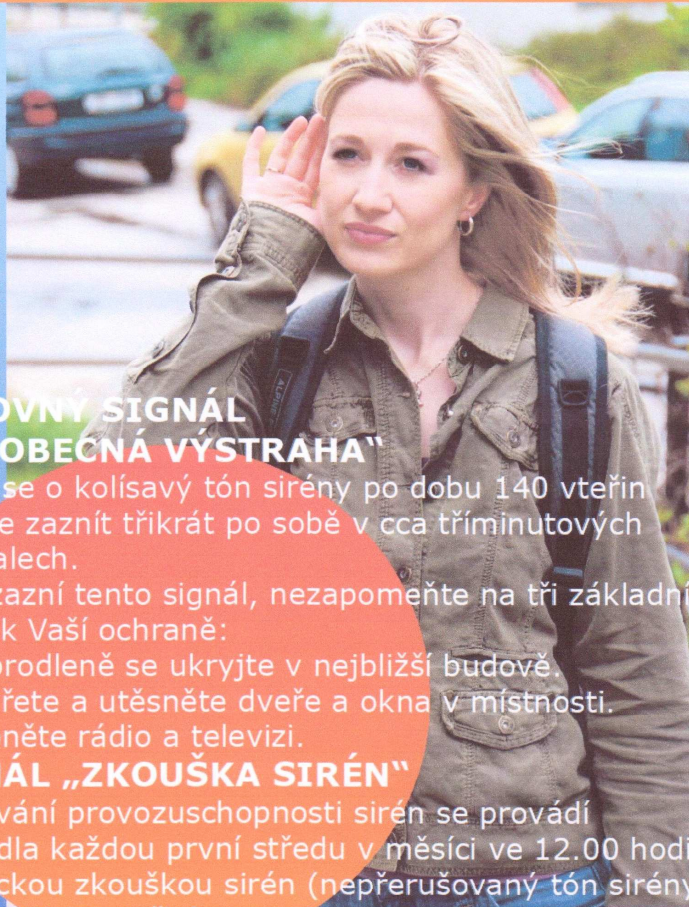 OVNÝ SIGNÁL
OBECNÁ VÝSTRAHA“
se o kolísavý tón sirény po dobu 140 vteřin
e zaznít třikrát po sobě v cca tříminutových
alech.
zazní tento signál, nezapomeňte na tři základní
k Vaší ochraně:
prodleně se ukryjte v nejbližší budově.
řete a utěsněte dveře a okna v místnosti.
něte rádio a televizi.
ÁL „ZKOUŠKA SIRÉN“
vání provozuschopnosti sirén se provádí
dla každou první středu v měsíci ve 12.00 hodi
ckou zkouškou sirén (nepřerušovaný tón sirény